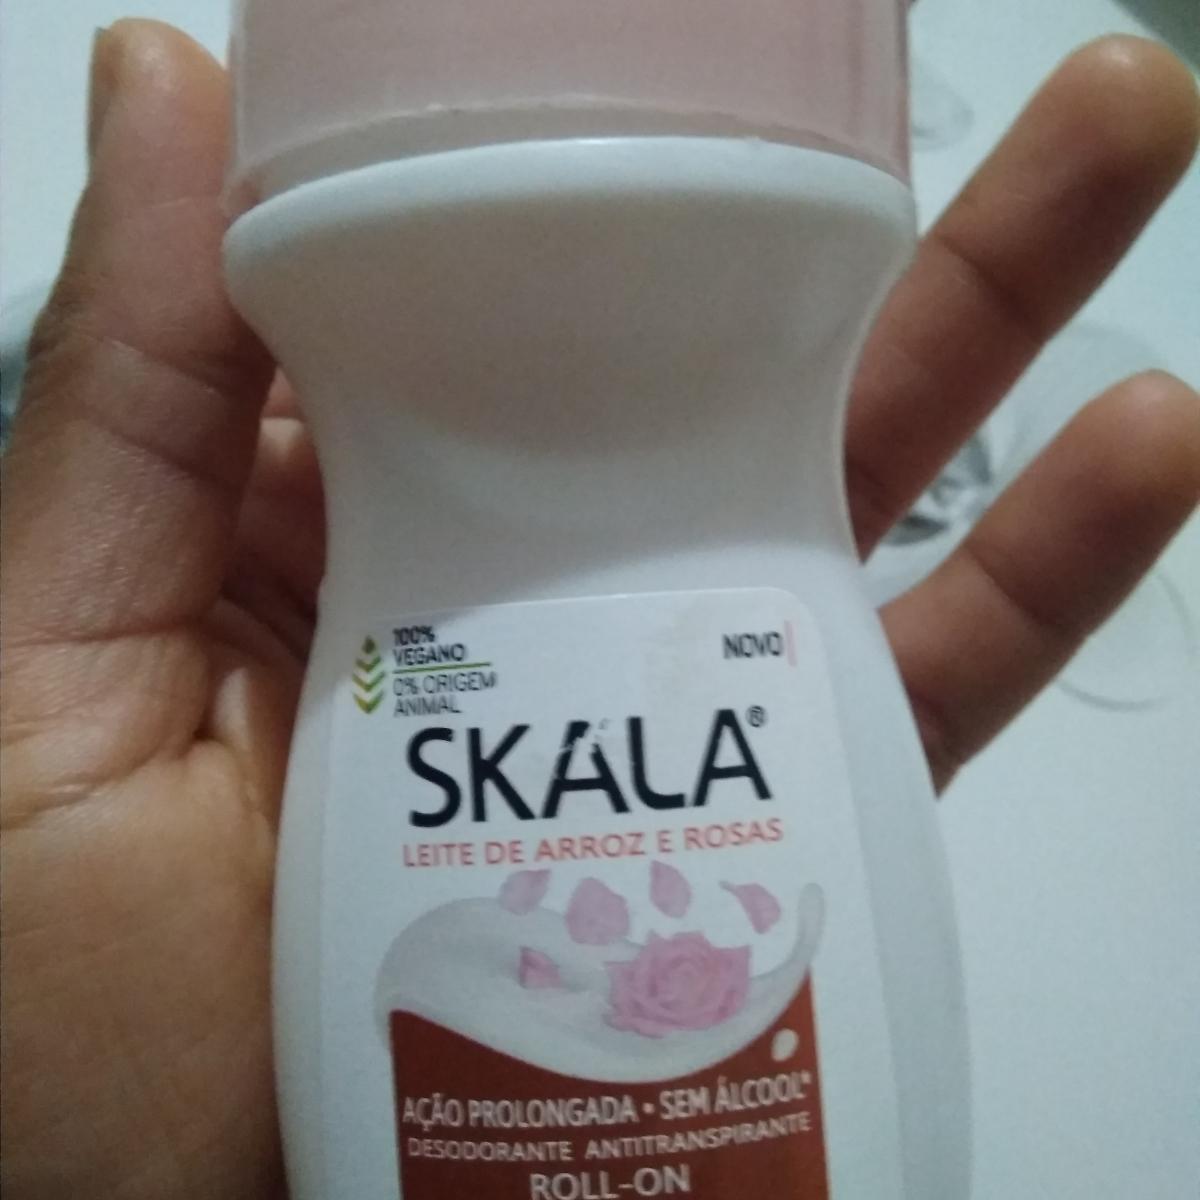 100%
VEGANO
0% ORIGEM
ANIMAL
NOVO
SKALA®
LEITE DE ARROZ E ROSAS
AÇÃO PROLONGADA • SEM ÁLCOOL*
DESODORANTE ANTITRANSPIRANTE
ROLL-ON